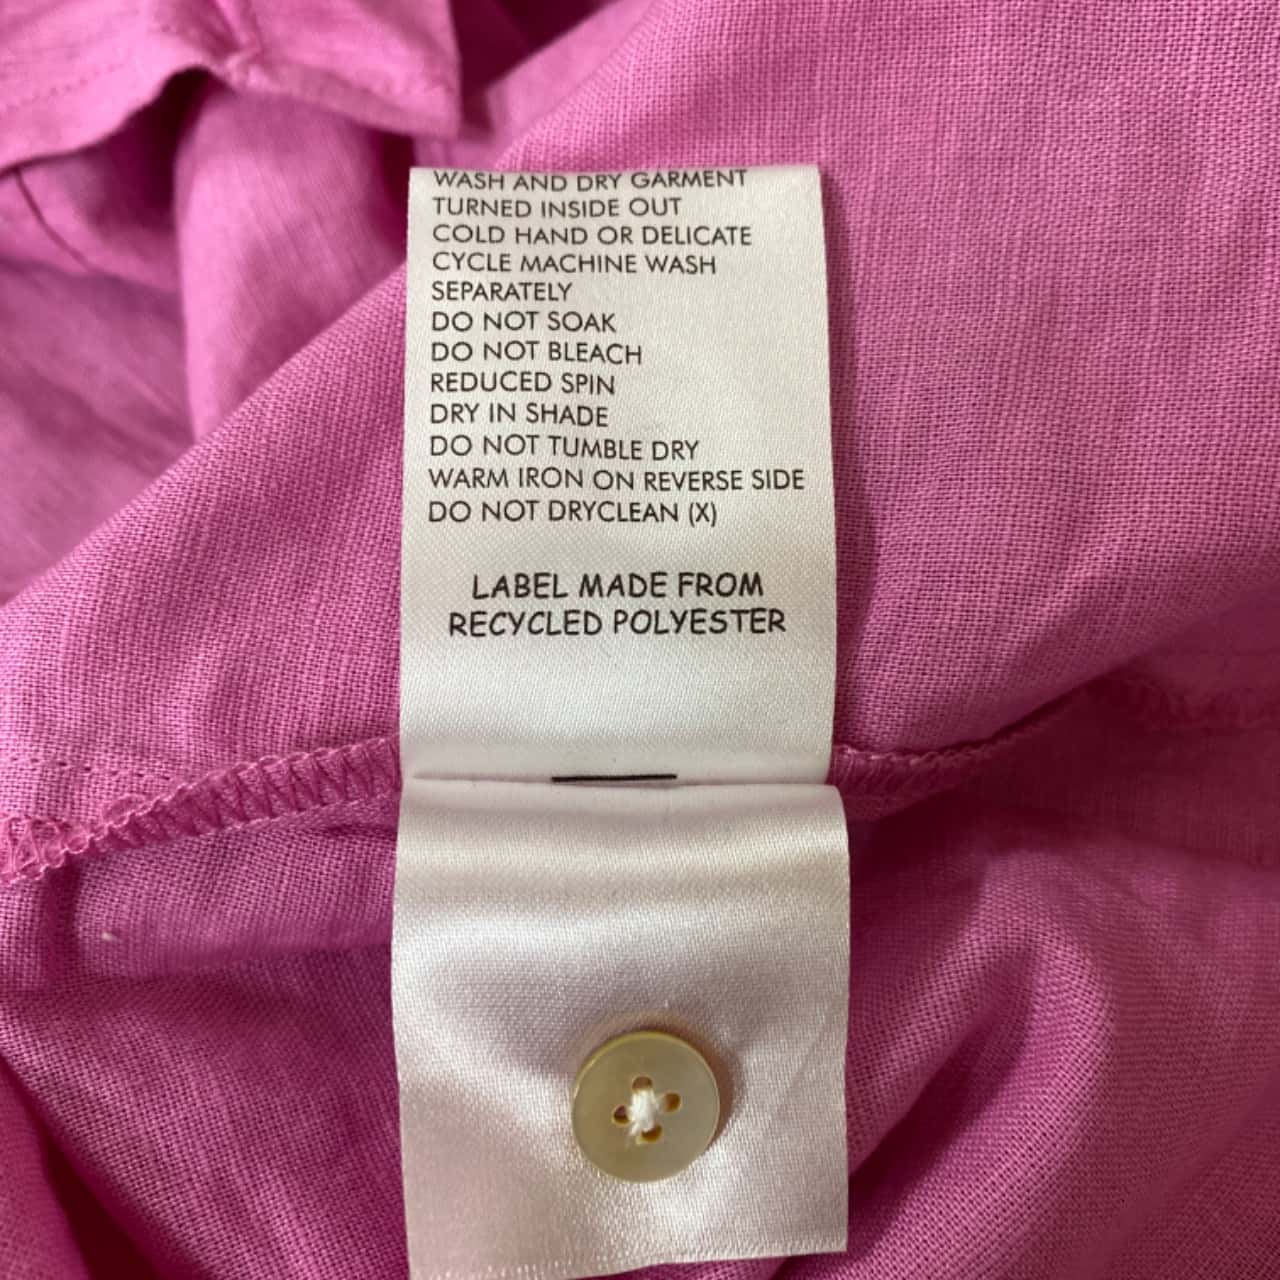 WASH AND DRY GARMENT
TURNED INSIDE OUT
COLD HAND OR DELICATE
CYCLE MACHINE WASH
SEPARATELY
DO NOT SOAK
DO NOT BLEACH
REDUCED SPIN
DRY IN SHADE
DO NOT TUMBLE DRY
WARM IRON ON REVERSE SIDE
DO NOT DRYCLEAN (X)
LABEL MADE FROM
RECYCLED POLYESTER